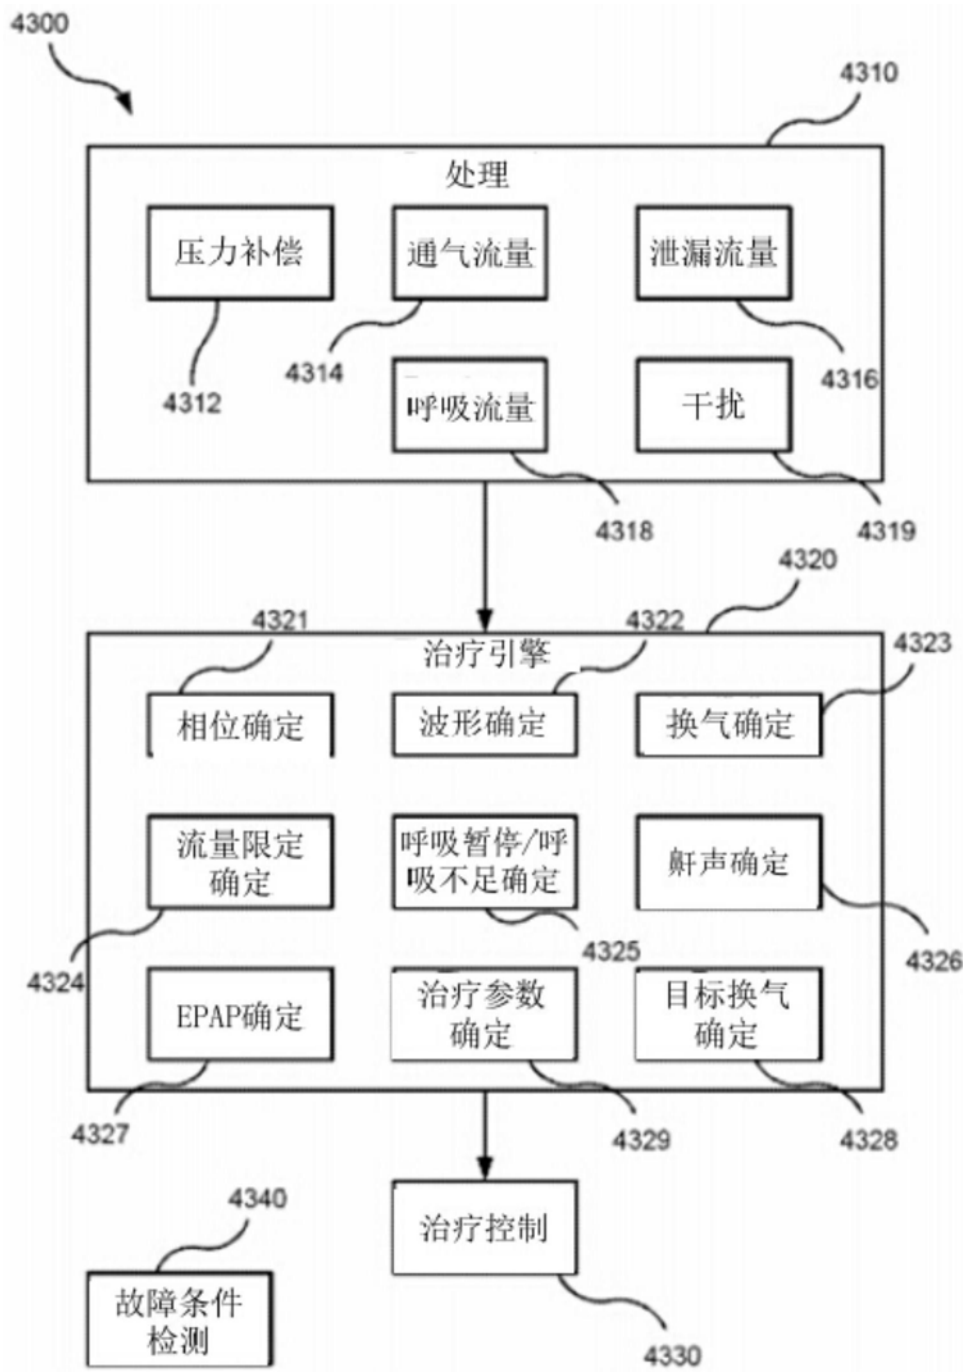 4300
4310
处理
压力补偿
通气流量
泄漏流量
4312
4314
4316
呼吸流量
干扰
4318
4319
4320
4321
4322
4323
治疗引擎
相位确定
波形确定
换气确定
流量限定
确定
呼吸暂停/呼
吸不足确定
鼾声确定
4324
4325
4326
EPAP确定
治疗参数
确定
目标换气
确定
4327
4329
4328
4340
治疗控制
故障条件
检测
4330